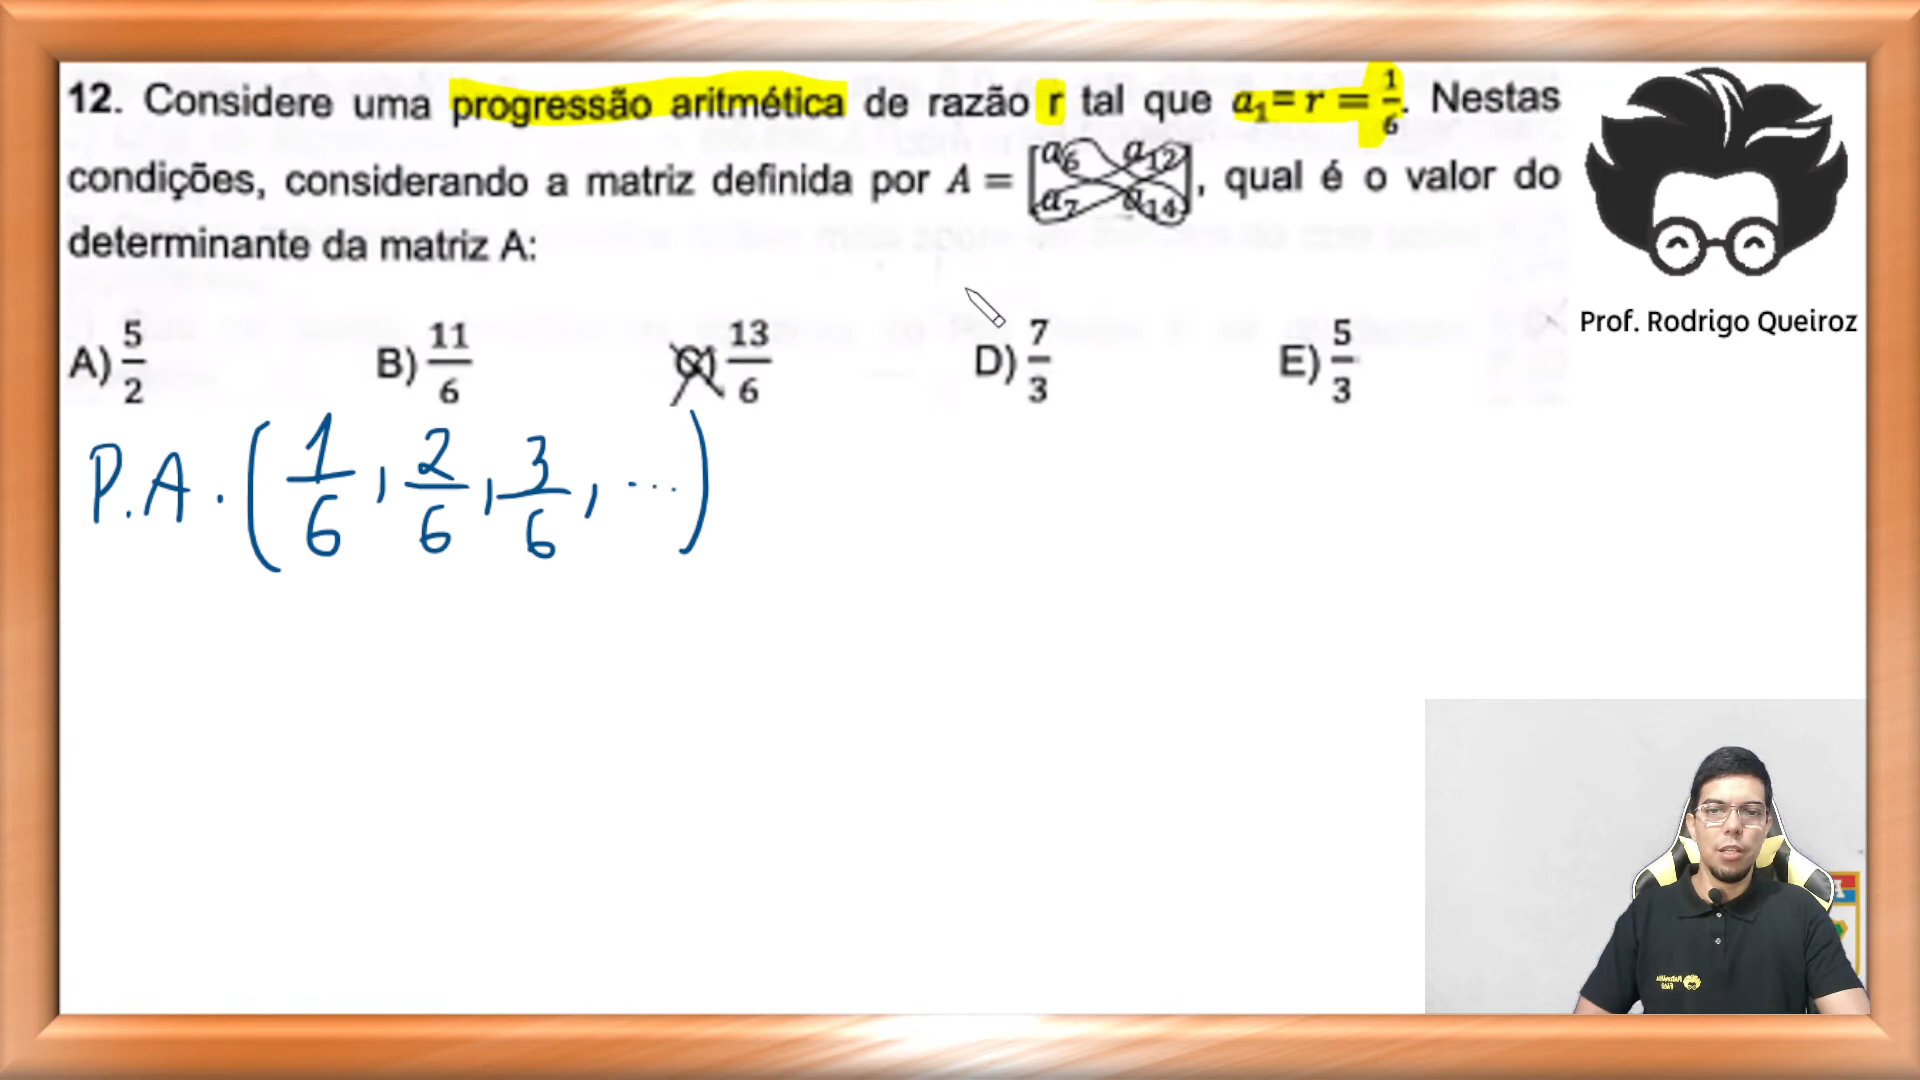 12. Considere uma progressão aritmética de razão r tal que a₁ = r = 1/6. Nestas
condições, considerando a matriz definida por A = [a₆ a₁₂; a₇ a₁₄], qual é o valor do
determinante da matriz A:
A) 5/2 B) 11/6 C) 13/6 D) 7/3 E) 5/3
P.A. (1/6, 2/6, 3/6, ...)
Prof. Rodrigo Queiroz